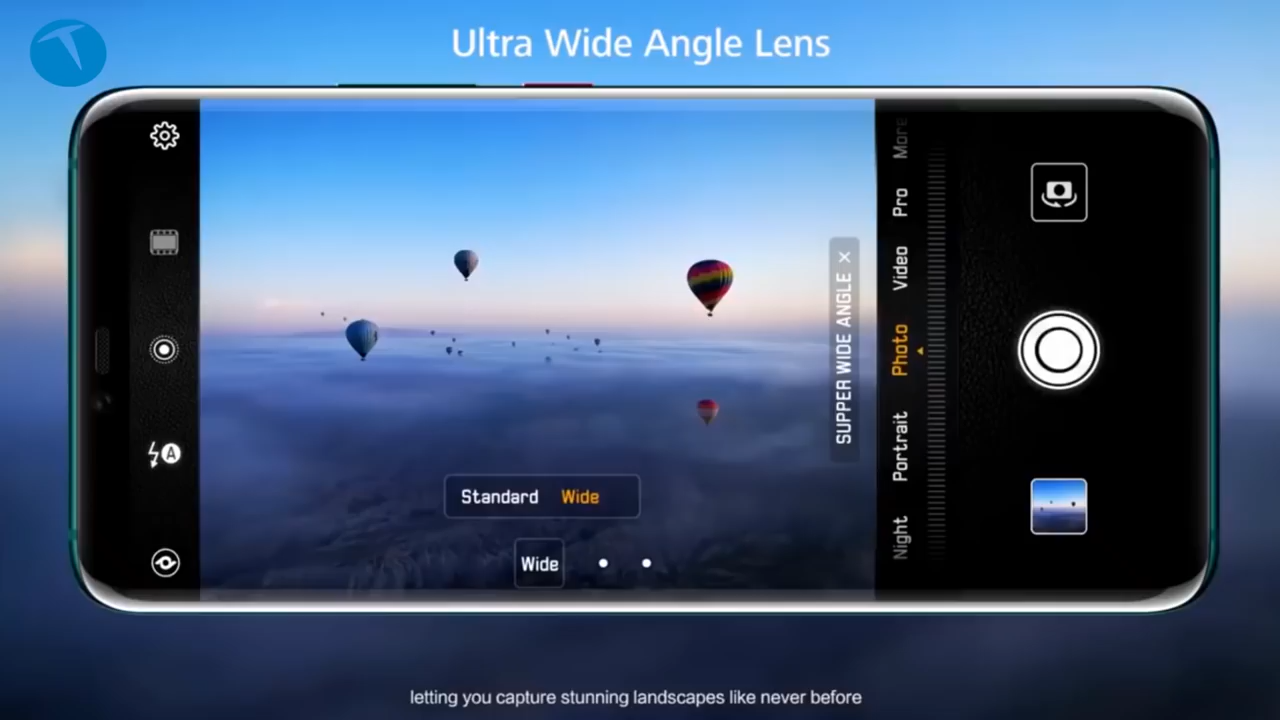 Ultra Wide Angle Lens
More
Pro
Video
Photo
Portrait
Night
SUPPER WIDE ANGLE X
A
Standard Wide
Wide
letting you capture stunning landscapes like never before